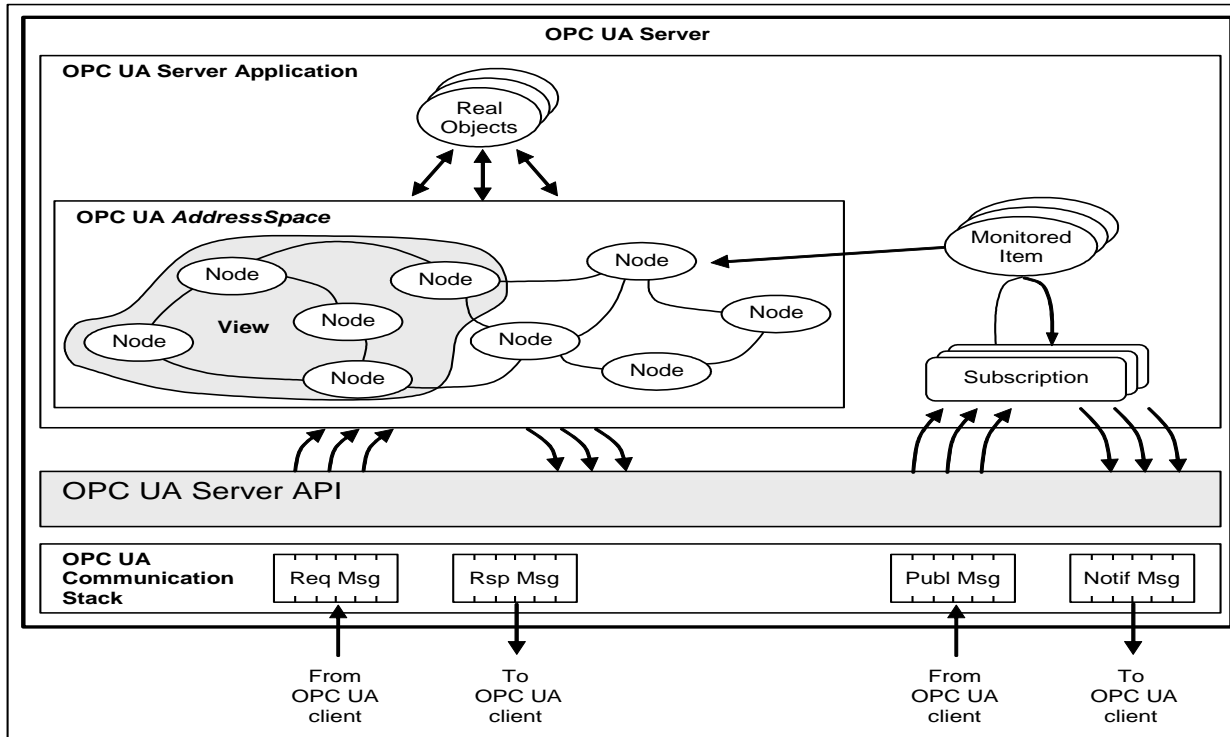 OPC UA Server
OPC UA Server Application
Real
Objects
OPC UA AddressSpace
Node
Node
Node
View
Node
Node
Node
Node
Node
Node
Monitored
Item
Subscription
OPC UA Server API
OPC UA
Communication
Stack
Req Msg
Rsp Msg
Publ Msg
Notif Msg
From
OPC UA
client
To
OPC UA
client
From
OPC UA
client
To
OPC UA
client